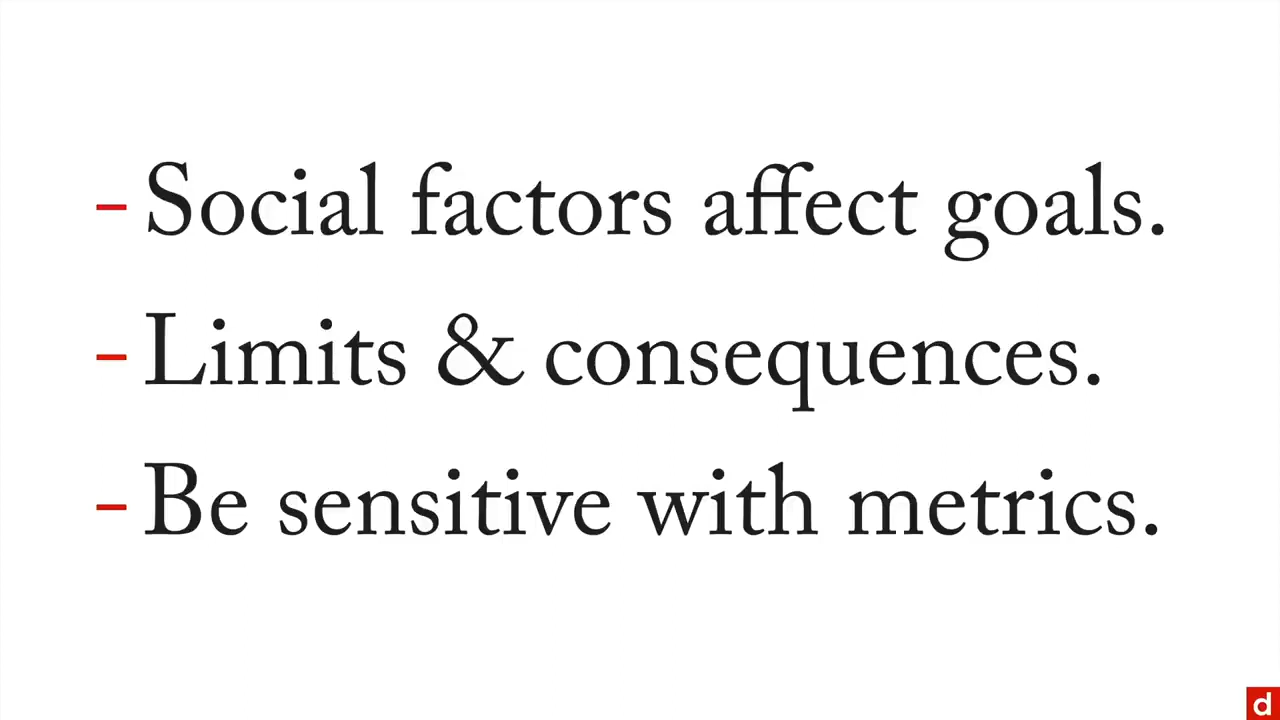 – Social factors affect goals.
– Limits & consequences.
– Be sensitive with metrics.
d